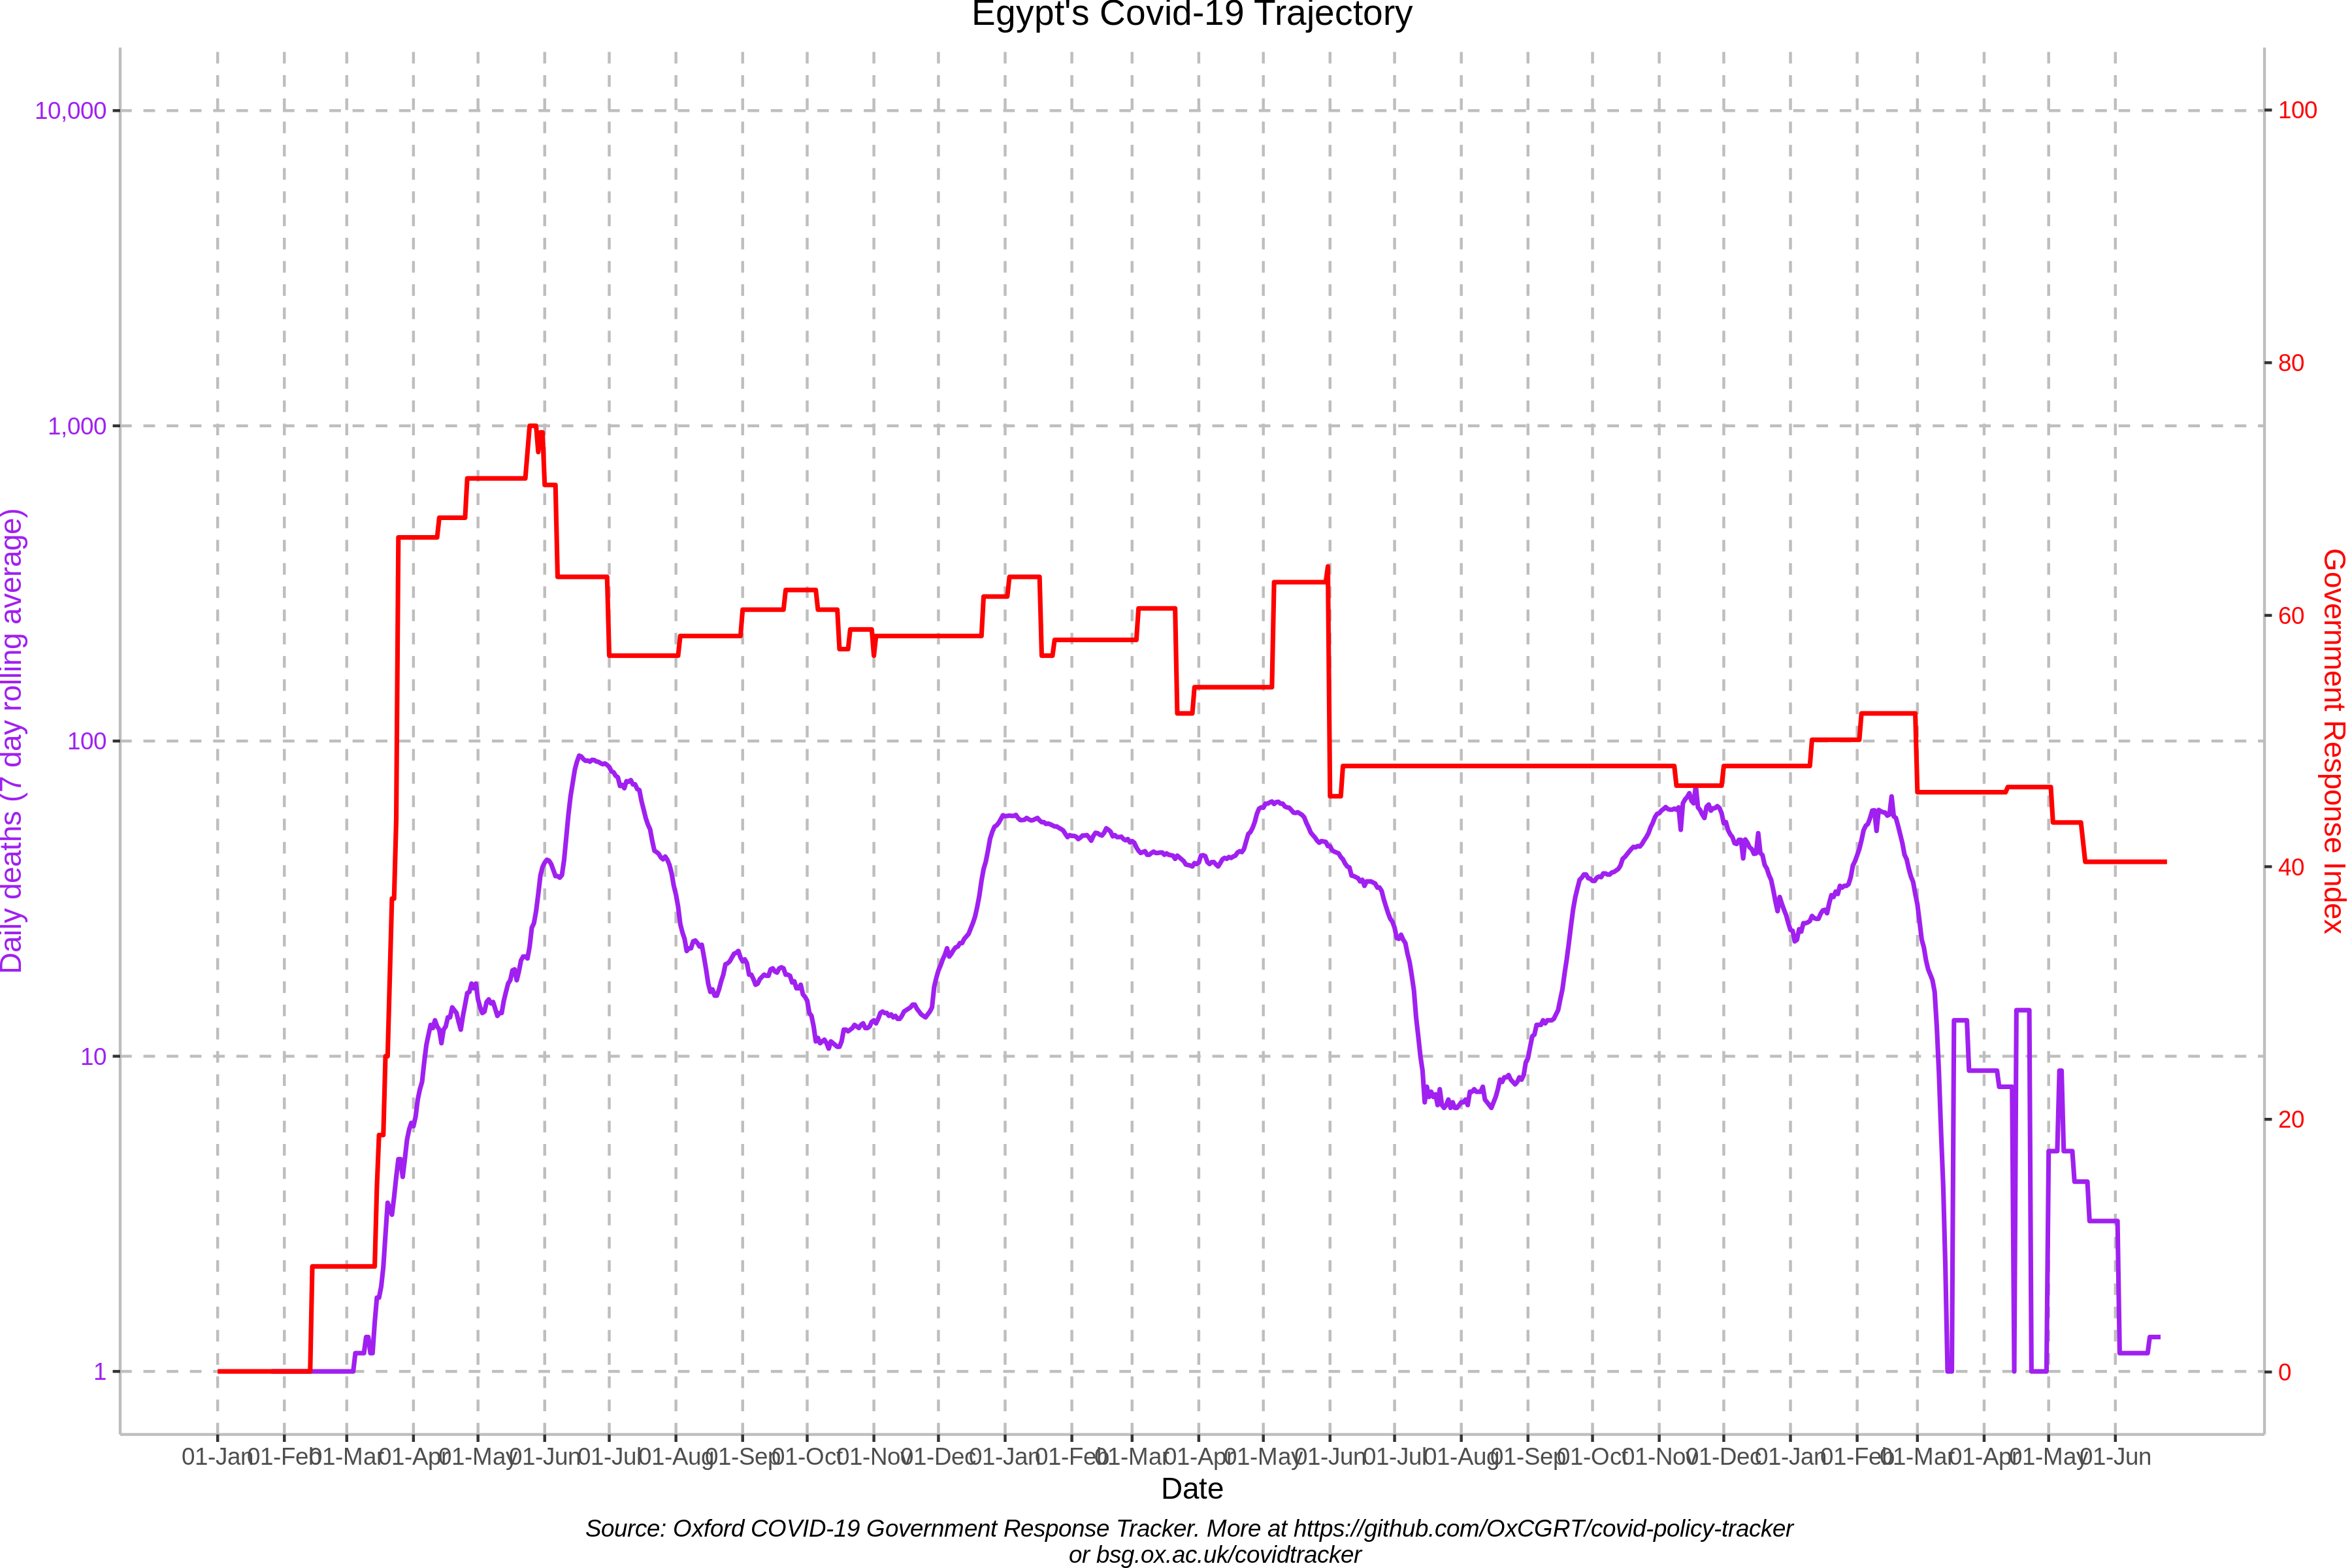 Egypt's Covid-19 Trajectory
10,000
1,000
100
10
1
Daily deaths (7 day rolling average)
100
80
60
40
20
0
Government Response Index
01-Jan 01-Feb 01-Mar 01-Apr 01-May 01-Jun 01-Jul 01-Aug 01-Sep 01-Oct 01-Nov 01-Dec 01-Jan 01-Feb 01-Mar 01-Apr 01-May 01-Jun 01-Jul 01-Aug 01-Sep 01-Oct 01-Nov 01-Dec 01-Jan 01-Feb 01-Mar 01-Apr 01-May 01-Jun
Date
Source: Oxford COVID-19 Government Response Tracker. More at https://github.com/OxCGRT/covid-policy-tracker
or bsg.ox.ac.uk/covidtracker